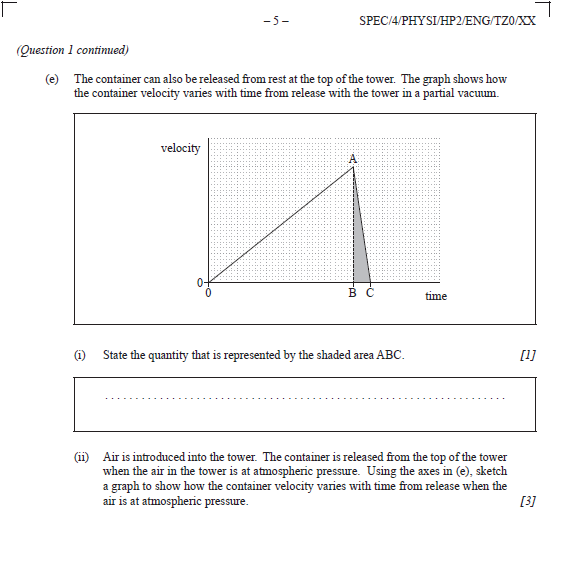 – 5 –
SPEC/4/PHYSI/HP2/ENG/TZ0/XX
(Question 1 continued)
(e) The container can also be released from rest at the top of the tower. The graph shows how
the container velocity varies with time from release with the tower in a partial vacuum.
velocity
A
0
0
B C
time
(i) State the quantity that is represented by the shaded area ABC. [1]
(ii) Air is introduced into the tower. The container is released from the top of the tower
when the air in the tower is at atmospheric pressure. Using the axes in (e), sketch
a graph to show how the container velocity varies with time from release when the
air is at atmospheric pressure. [3]